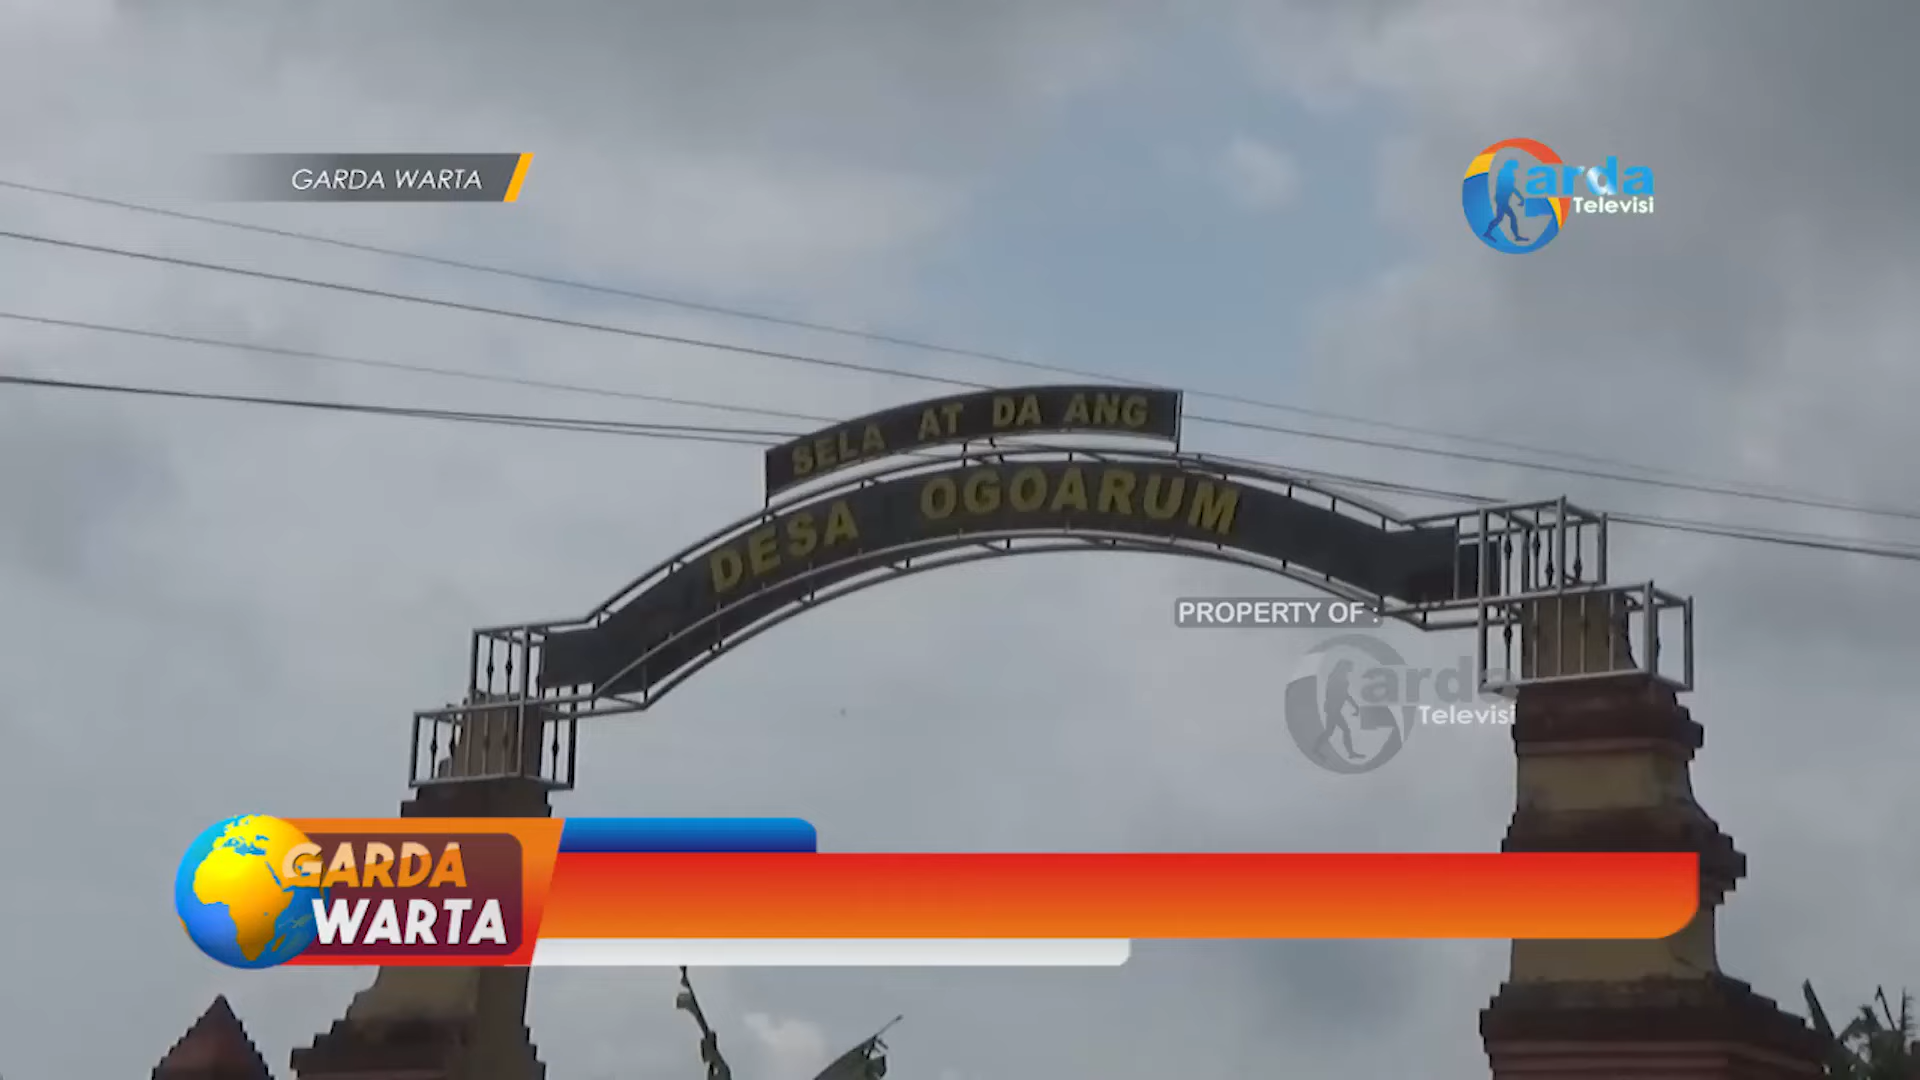 GARDA WARTA
Garda
Televisi
SELA AT DA ANG
DESA OGOARUM
PROPERTY OF :
Garda
Televisi
GARDA
WARTA